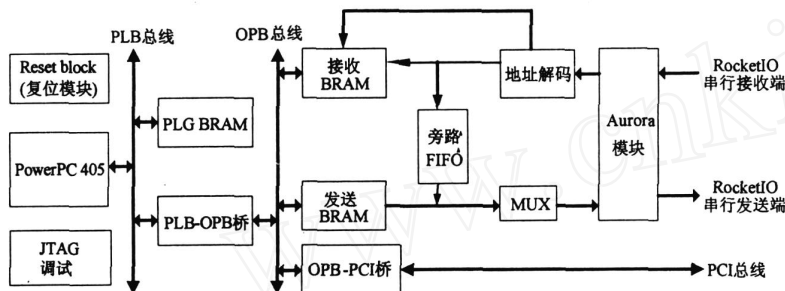 PLB总线
OPB总线
Reset block
(复位模块)
接收
BRAM
地址解码
RocketIO
串行接收端
PLG BRAM
Aurora
模块
PowerPC 405
旁路
FIFO
PLB-OPB桥
发送
BRAM
MUX
RocketIO
串行发送端
JTAG
调试
OPB-PCI桥
PCI总线
www.cnki